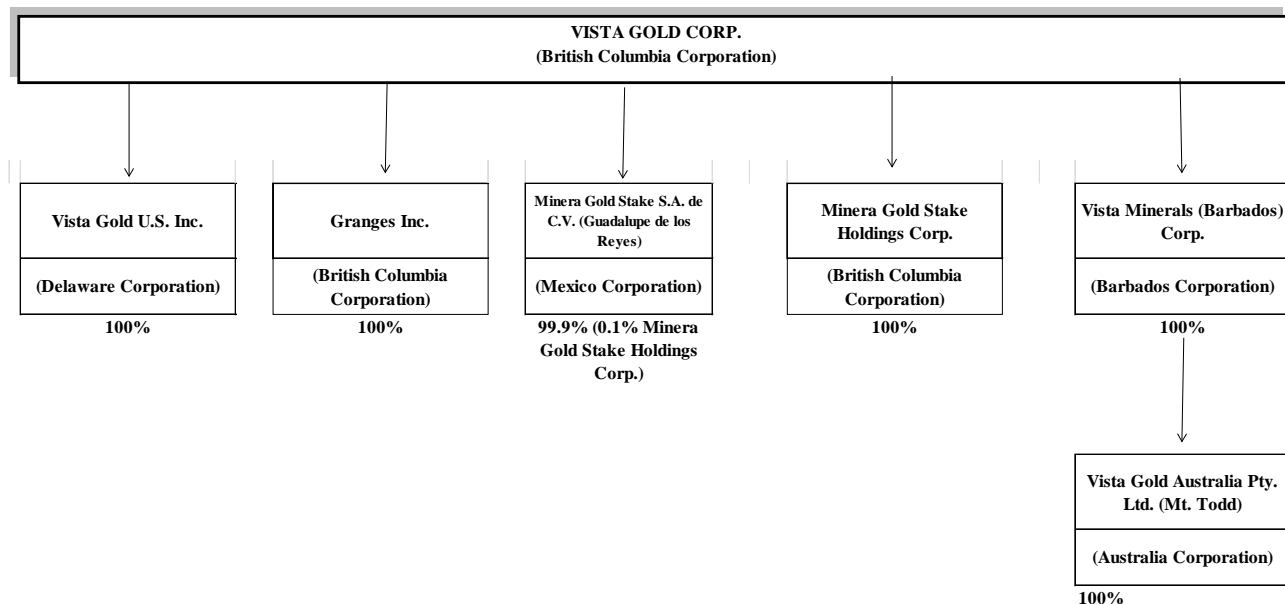 VISTA GOLD CORP.
(British Columbia Corporation)
Vista Gold U.S. Inc.
(Delaware Corporation)
100%
Granges Inc.
(British Columbia
Corporation)
100%
Minera Gold Stake S.A. de
C.V. (Guadalupe de los
Reyes)
(Mexico Corporation)
99.9% (0.1% Minera
Gold Stake Holdings
Corp.)
Minera Gold Stake
Holdings Corp.
(British Columbia
Corporation)
100%
Vista Minerals (Barbados)
Corp.
(Barbados Corporation)
100%
Vista Gold Australia Pty.
Ltd. (Mt. Todd)
(Australia Corporation)
100%